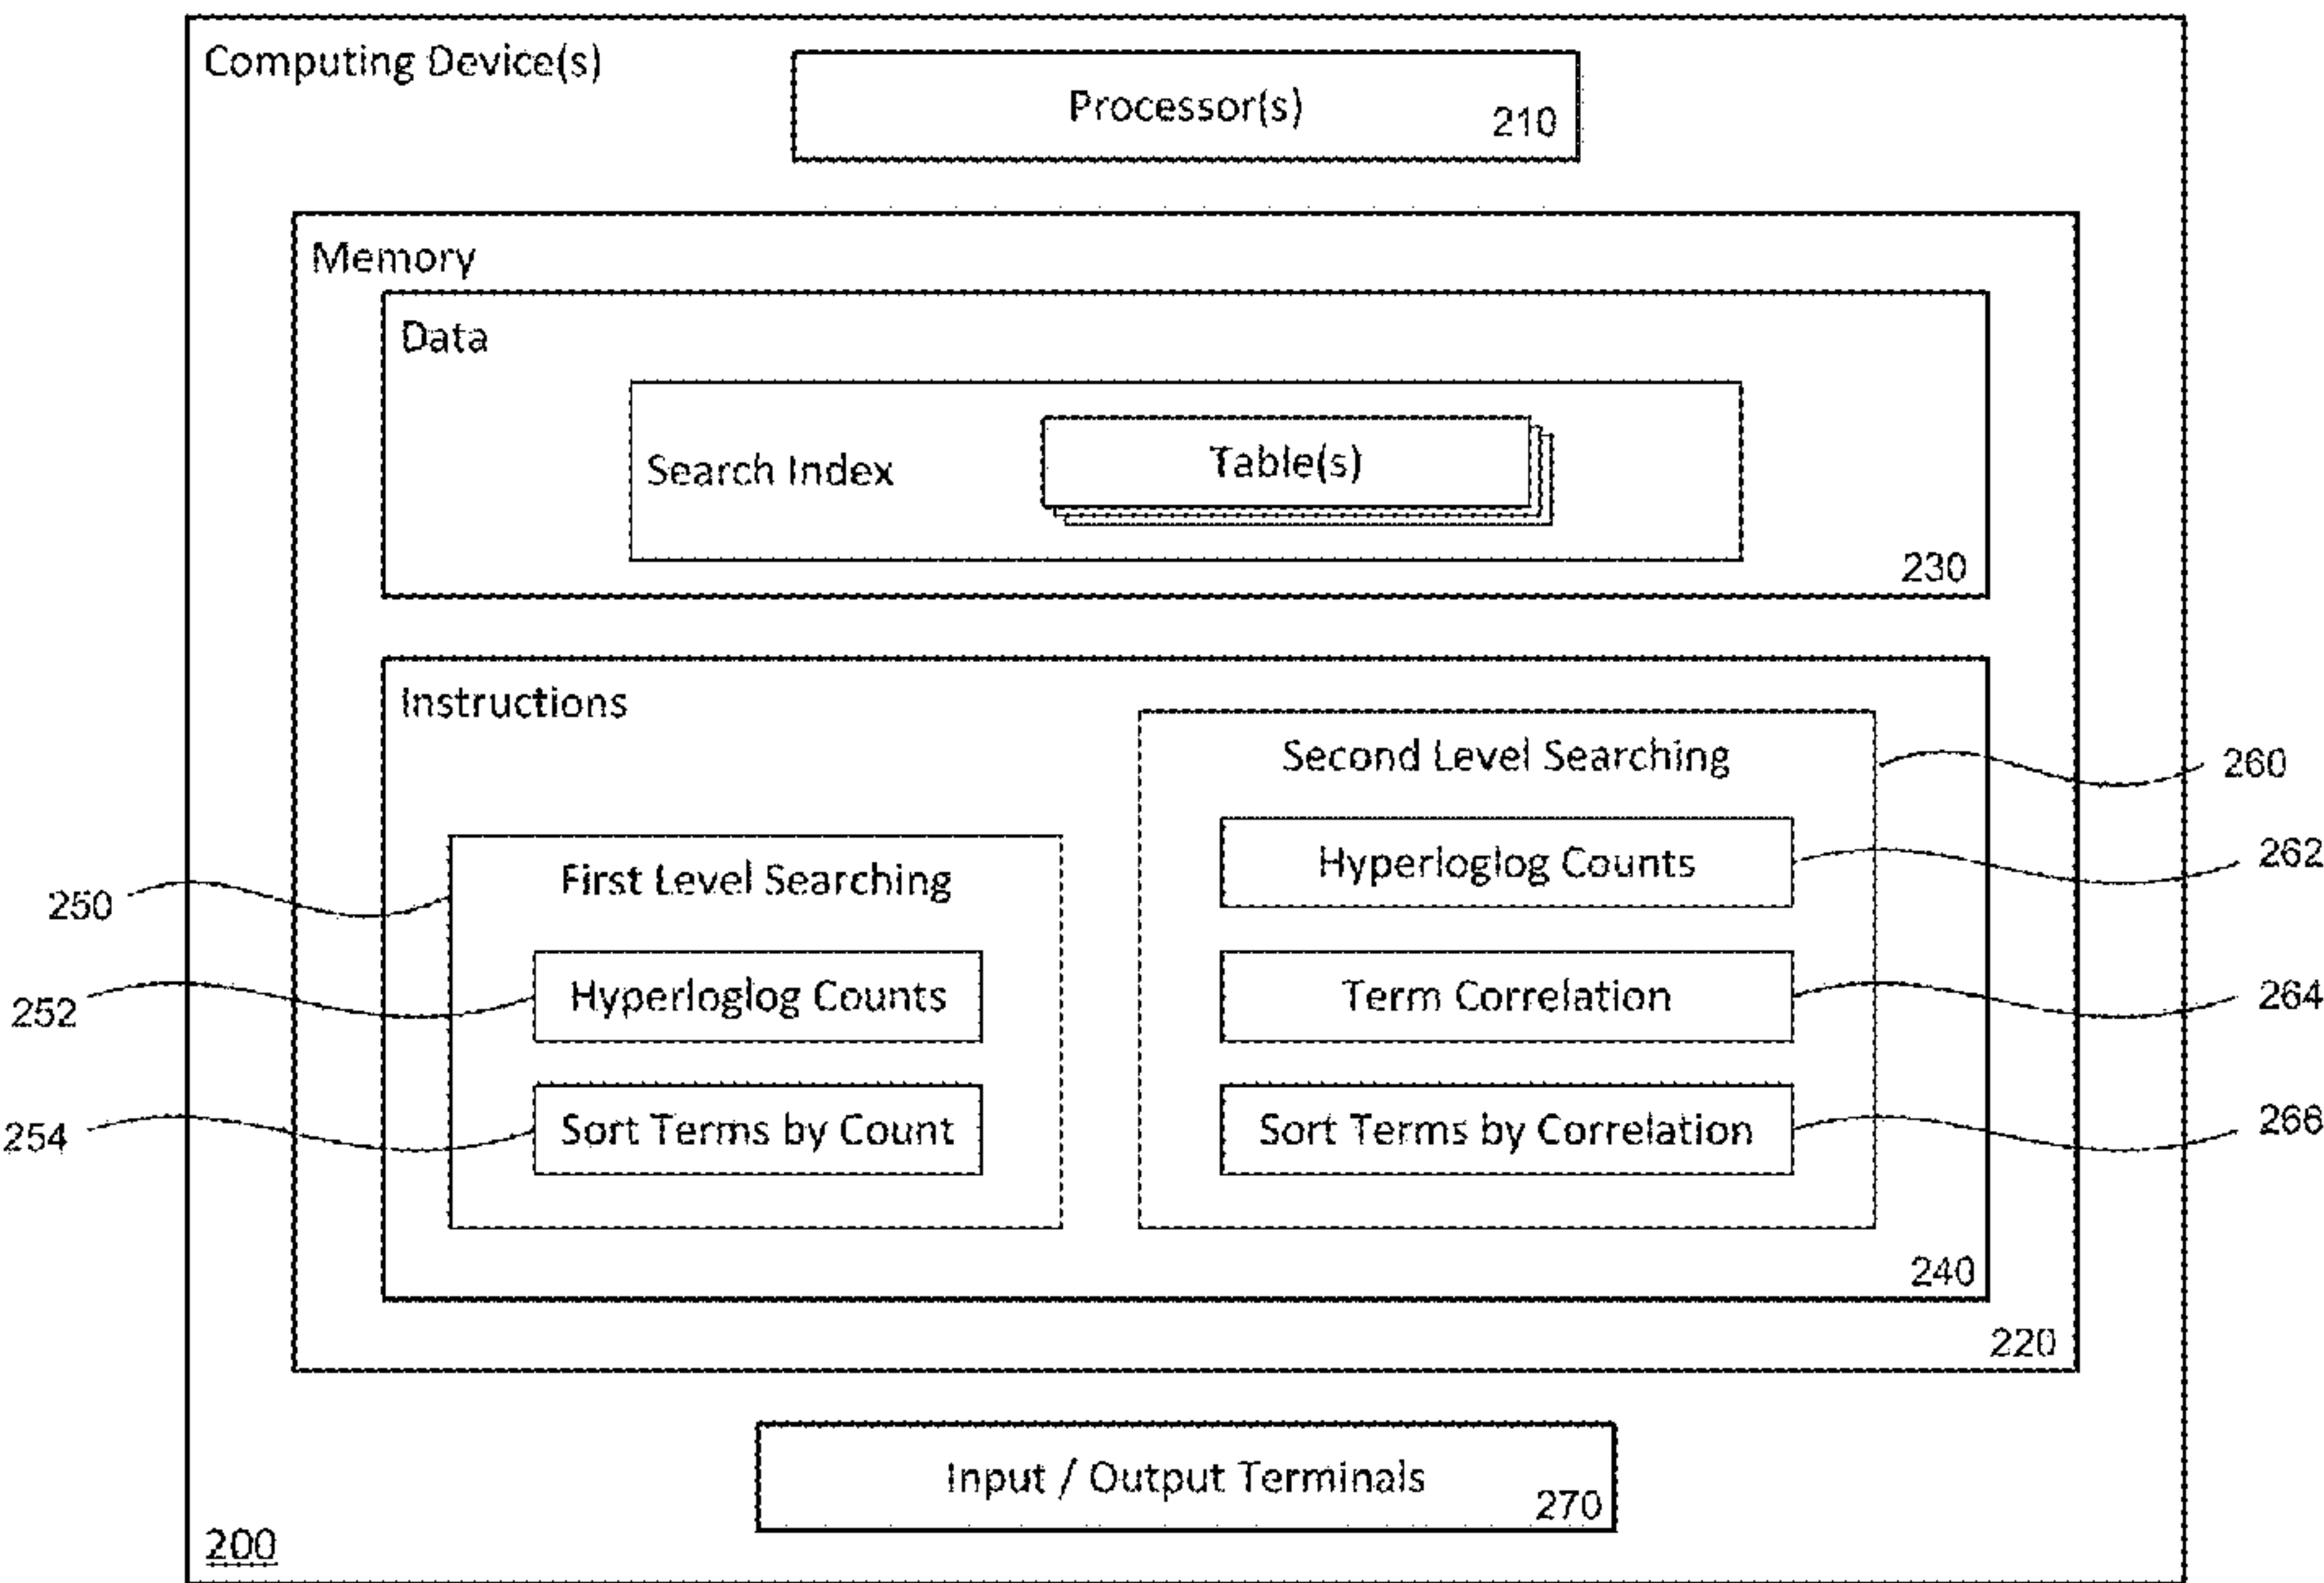 Computing Device(s)
Processor(s)
210
Memory
Data
Search Index
Table(s)
230
Instructions
Second Level Searching
260
Hyperloglog Counts
262
First Level Searching
250
Hyperloglog Counts
252
Term Correlation
264
Sort Terms by Count
254
Sort Terms by Correlation
266
240
220
Input / Output Terminals
270
200